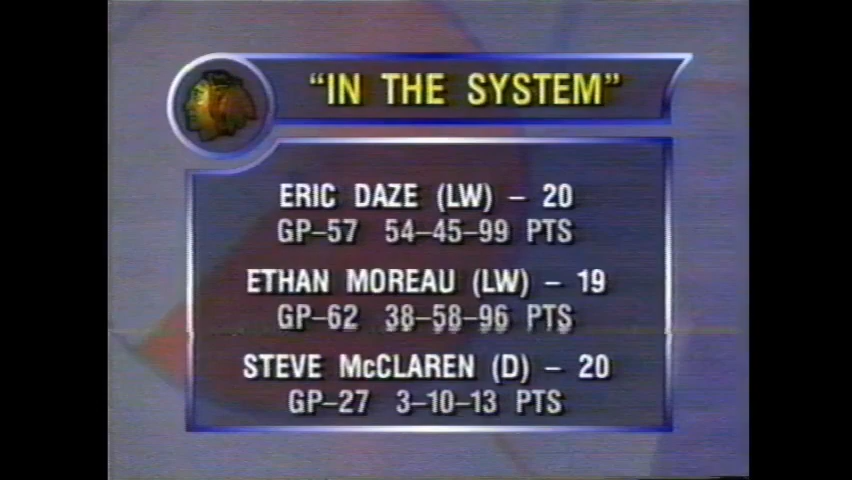 “IN THE SYSTEM”
ERIC DAZE (LW) – 20
GP–57 54–45–99 PTS
ETHAN MOREAU (LW) – 19
GP–62 38–58–96 PTS
STEVE McCLAREN (D) – 20
GP–27 3–10–13 PTS